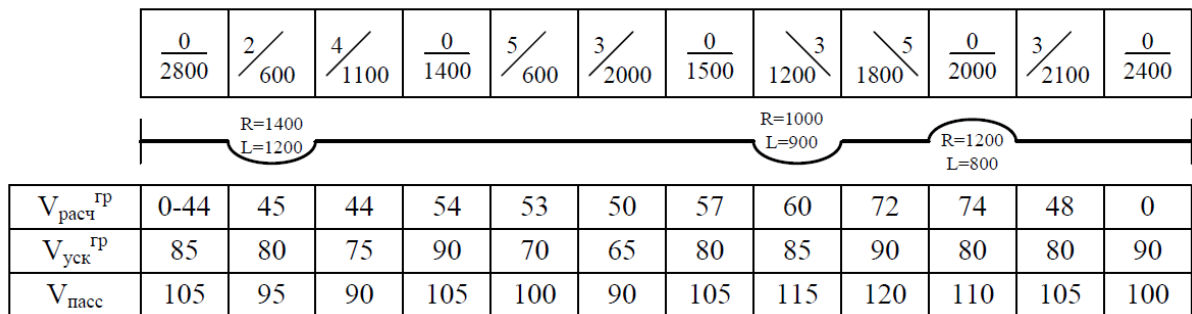 0/2800 2/600 4/1100 0/1400 5/600 3/2000 0/1500 3/1200 5/1800 0/2000 3/2100 0/2400
R=1400 R=1000
L=1200 L=900 R=1200
L=800
Vрасч гр 0-44 45 44 54 53 50 57 60 72 74 48 0
Vуск гр 85 80 75 90 70 65 80 85 90 80 80 90
Vпасс 105 95 90 105 100 90 105 115 120 110 105 100